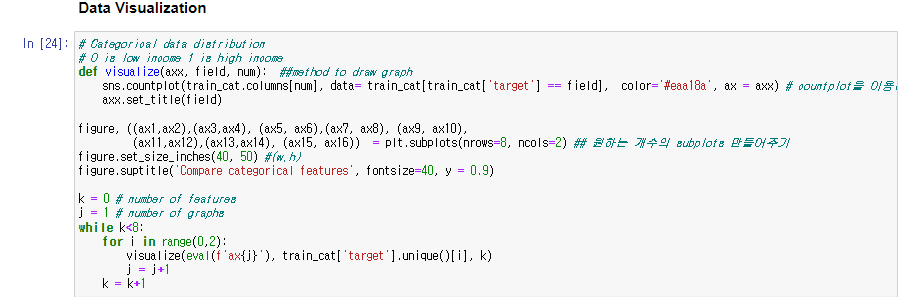 Data Visualization
In [24]: # Categorical data distribution
# 0 is low income 1 is high income
def visualize(axx, field, num):  ##method to draw graph
    sns.countplot(train_cat.columns[num], data= train_cat[train_cat['target'] == field],  color='#eaa18a', ax = axx) # countplot를 이용
    axx.set_title(field)
figure, ((ax1,ax2),(ax3,ax4), (ax5, ax6),(ax7, ax8), (ax9, ax10),
        (ax11,ax12),(ax13,ax14), (ax15, ax16))  = plt.subplots(nrows=8, ncols=2) ## 원하는 개수의 subplots 만들어주기
figure.set_size_inches(40, 50) #(w,h)
figure.suptitle('Compare categorical features', fontsize=40, y = 0.9)
k = 0 # number of features
j = 1 # number of graphs
while k<8:
    for i in range(0,2):
        visualize(eval(f'ax{j}'), train_cat['target'].unique()[i], k)
        j = j+1
    k = k+1